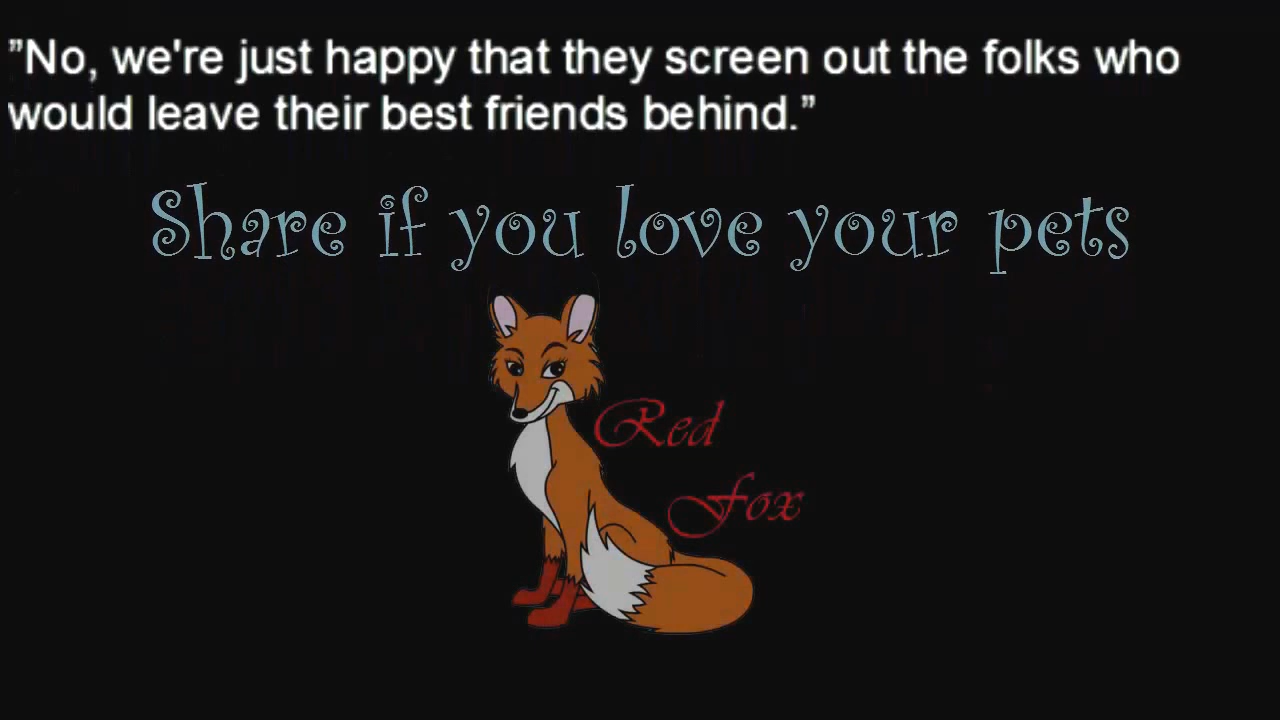 ”No, we're just happy that they screen out the folks who
would leave their best friends behind.”
Share if you love your pets
Red
Fox